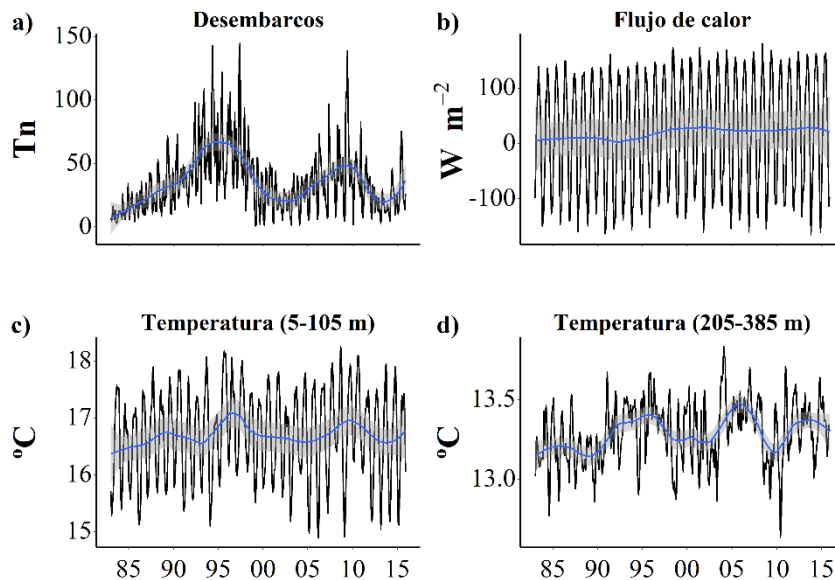 a) Desembarcos
150
100
50
0
Tn
b) Flujo de calor
100
0
-100
W m⁻²
c) Temperatura (5-105 m)
18
17
16
15
ºC
85 90 95 00 05 10 15
d) Temperatura (205-385 m)
13.5
13.0
ºC
85 90 95 00 05 10 15